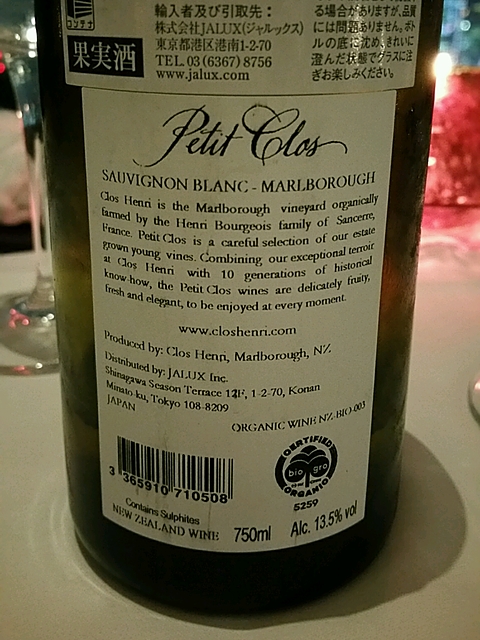 コンテナ
輸入者及び引取先：
株式会社JALUX(ジャルックス)
東京都港区港南1-2-70
TEL 03 (6367) 8756
www.jalux.com
果実酒
る場合がありますが、品質
には問題ありません。ボト
ルの底に沈め、きれいに
澄んだ状態でグラスに注
ぎお楽しみください。
Petit Clos
SAUVIGNON BLANC - MARLBOROUGH
Clos Henri is the Marlborough vineyard organically
farmed by the Henri Bourgeois family of Sancerre,
France. Petit Clos is a careful selection of our estate
grown young vines. Combining our exceptional terroir
at Clos Henri with 10 generations of historical
know-how, the Petit Clos wines are delicately fruity,
fresh and elegant, to be enjoyed at every moment.
www.closhenri.com
Produced by: Clos Henri, Marlborough, NZ
Distributed by: JALUX Inc.
Shinagawa Season Terrace 12F, 1-2-70, Konan
Minato-ku, Tokyo 108-8209
JAPAN
ORGANIC WINE NZ-BIO-003
3 365910 710508
CERTIFIED
bio gro
ORGANIC
5259
Contains Sulphites
NEW ZEALAND WINE 750ml Alc. 13.5% vol